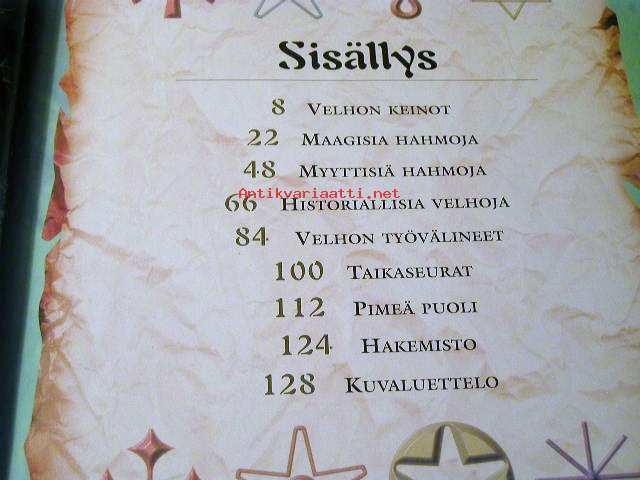 Sisällys
8 VELHON KEINOT
22 MAAGISIA HAHMOJA
48 MYYTTISIÄ HAHMOJA
Antikvariaatti.net
66 HISTORIALLISIA VELHOJA
84 VELHON TYÖVÄLINEET
100 TAIKASEURAT
112 PIMEÄ PUOLI
124 HAKEMISTO
128 KUVALUETTELO